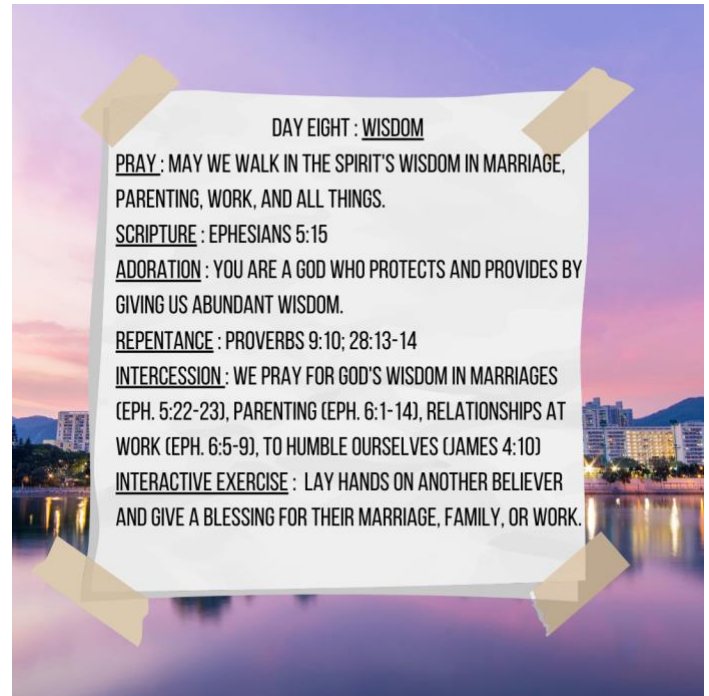 DAY EIGHT : WISDOM
PRAY : MAY WE WALK IN THE SPIRIT'S WISDOM IN MARRIAGE,
PARENTING, WORK, AND ALL THINGS.
SCRIPTURE : EPHESIANS 5:15
ADORATION : YOU ARE A GOD WHO PROTECTS AND PROVIDES BY
GIVING US ABUNDANT WISDOM.
REPENTANCE : PROVERBS 9:10; 28:13-14
INTERCESSION : WE PRAY FOR GOD'S WISDOM IN MARRIAGES
(EPH. 5:22-23), PARENTING (EPH. 6:1-14), RELATIONSHIPS AT
WORK (EPH. 6:5-9), TO HUMBLE OURSELVES (JAMES 4:10)
INTERACTIVE EXERCISE : LAY HANDS ON ANOTHER BELIEVER
AND GIVE A BLESSING FOR THEIR MARRIAGE, FAMILY, OR WORK.